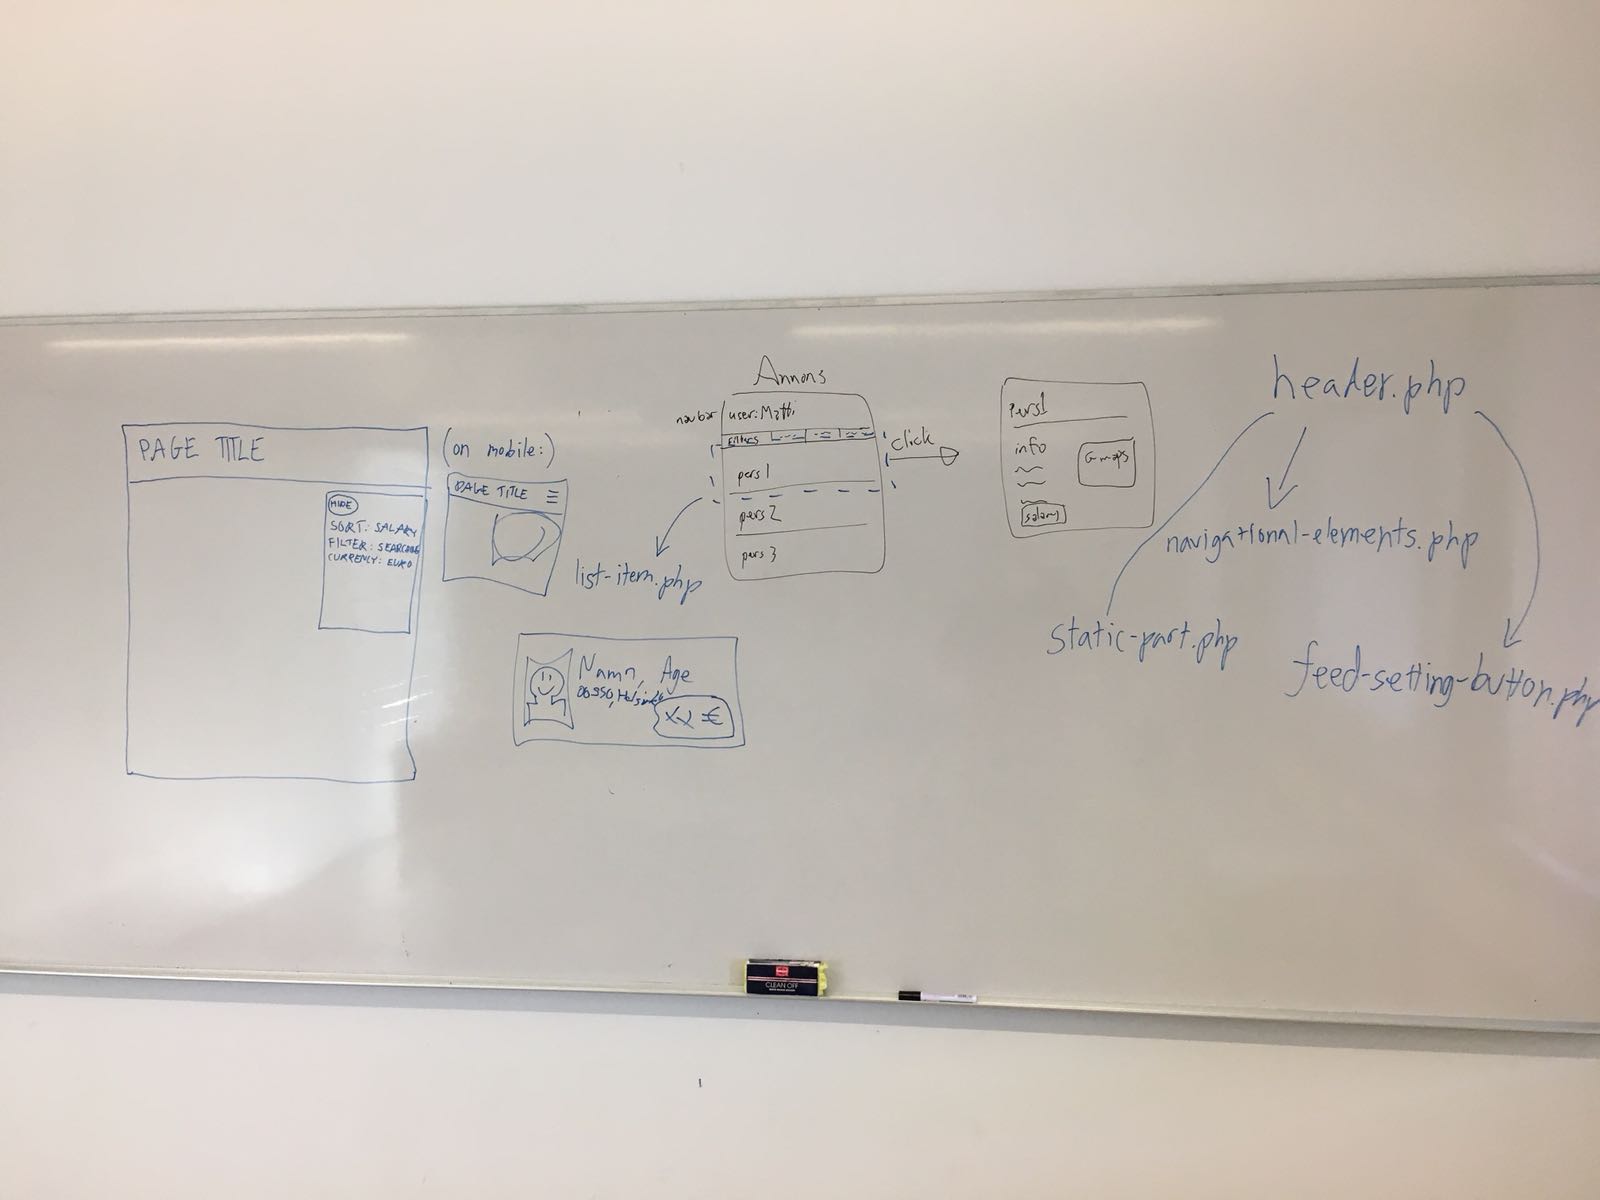 PAGE TITLE
HIDE
SORT: SALARY
FILTER: SEARCHING
CURRENCY: EURO
(on mobile:)
PAGE TITLE
list-item.php
Namn, Age
00350, Helsinki
XX €
Annons
navbar
user: Matti
Filters
pers 1
pers 2
pers 3
click
Pers1
info
G-maps
salary
header.php
navigational-elements.php
static-part.php
feed-setting-button.php
CLEAN OFF